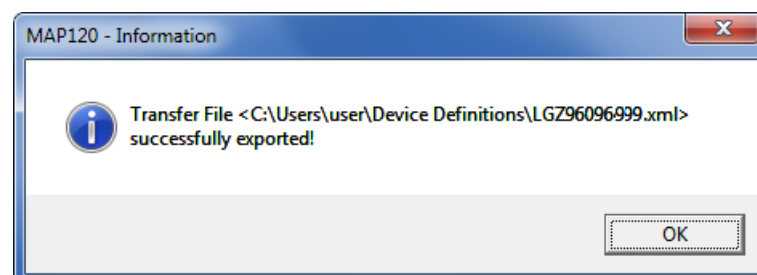 MAP120 - Information
Transfer File <C:\Users\user\Device Definitions\LGZ96096999.xml>
successfully exported!
OK